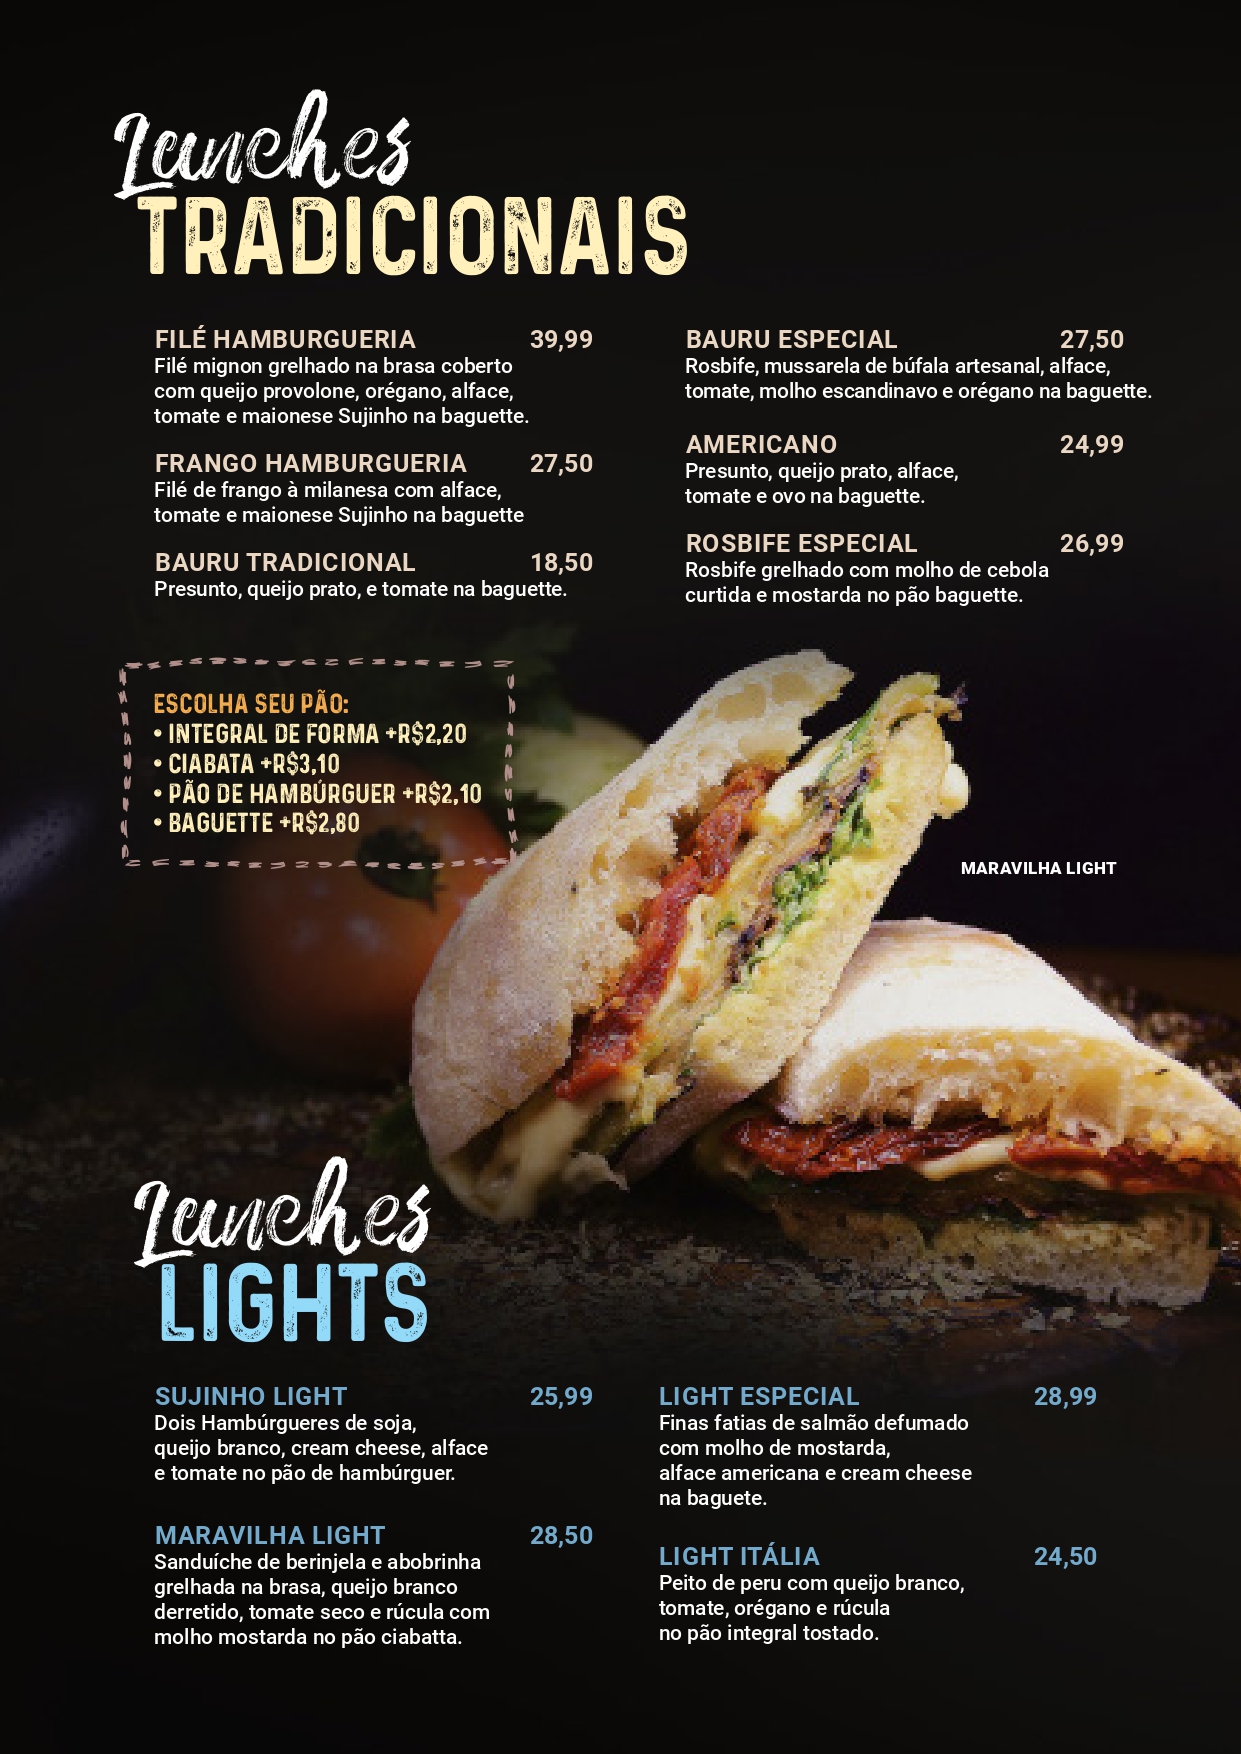 Lanches
TRADICIONAIS
FILÉ HAMBURGUERIA 39,99
Filé mignon grelhado na brasa coberto
com queijo provolone, orégano, alface,
tomate e maionese Sujinho na baguette.
FRANGO HAMBURGUERIA 27,50
Filé de frango à milanesa com alface,
tomate e maionese Sujinho na baguette
BAURU TRADICIONAL 18,50
Presunto, queijo prato, e tomate na baguette.
BAURU ESPECIAL 27,50
Rosbife, mussarela de búfala artesanal, alface,
tomate, molho escandinavo e orégano na baguette.
AMERICANO 24,99
Presunto, queijo prato, alface,
tomate e ovo na baguette.
ROSBIFE ESPECIAL 26,99
Rosbife grelhado com molho de cebola
curtida e mostarda no pão baguette.
ESCOLHA SEU PÃO:
• INTEGRAL DE FORMA +R$2,20
• CIABATA +R$3,10
• PÃO DE HAMBÚRGUER +R$2,10
• BAGUETTE +R$2,80
MARAVILHA LIGHT
Lanches
LIGHTS
SUJINHO LIGHT 25,99
Dois Hambúrgueres de soja,
queijo branco, cream cheese, alface
e tomate no pão de hambúrguer.
MARAVILHA LIGHT 28,50
Sanduíche de berinjela e abobrinha
grelhada na brasa, queijo branco
derretido, tomate seco e rúcula com
molho mostarda no pão ciabatta.
LIGHT ESPECIAL 28,99
Finas fatias de salmão defumado
com molho de mostarda,
alface americana e cream cheese
na baguete.
LIGHT ITÁLIA 24,50
Peito de peru com queijo branco,
tomate, orégano e rúcula
no pão integral tostado.